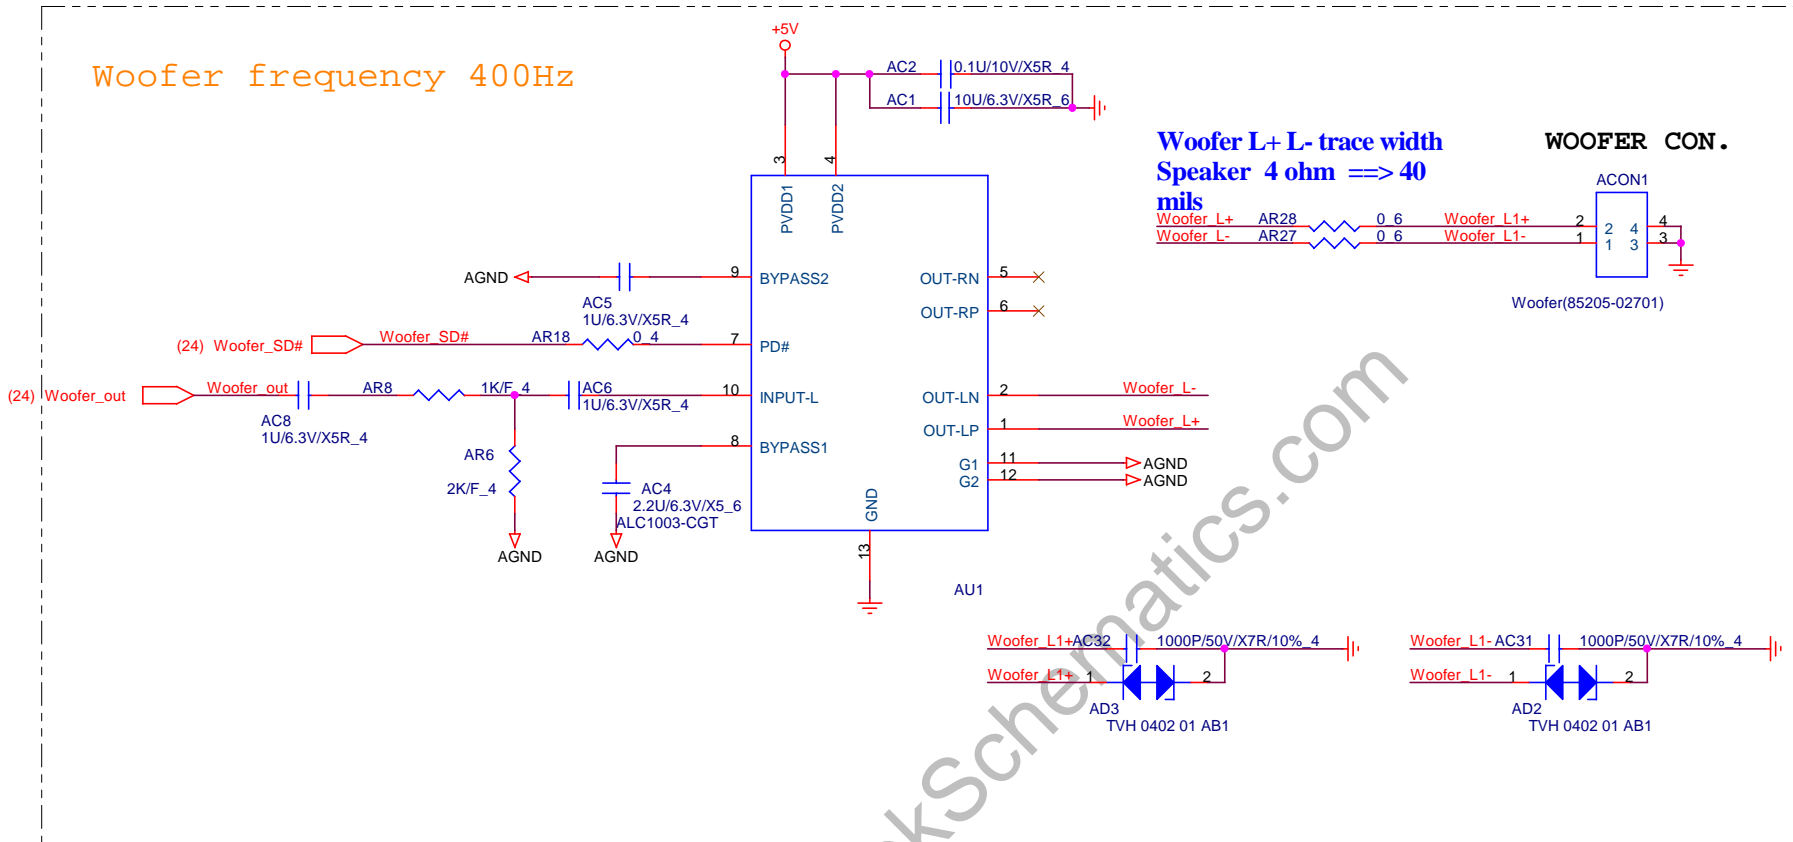 +5V
Woofer frequency 400Hz
AC2 0.1U/10V/X5R_4
AC1 10U/6.3V/X5R_6
Woofer L+ L- trace width
Speaker 4 ohm ==> 40
mils
WOOFER CON.
ACON1
3 4
PVDD1 PVDD2
Woofer_L+ AR28 0_6 Woofer_L1+ 2 2 4 4
Woofer_L- AR27 0_6 Woofer_L1- 1 1 3 3
Woofer(85205-02701)
AGND 9 BYPASS2 OUT-RN 5
AC5
1U/6.3V/X5R_4
OUT-RP 6
(24) Woofer_SD# Woofer_SD# AR18 0_4 7 PD#
(24) Woofer_out Woofer_out AR8 1K/F_4 AC6 10 INPUT-L OUT-LN 2 Woofer_L-
1U/6.3V/X5R_4
AC8
1U/6.3V/X5R_4
OUT-LP 1 Woofer_L+
8 BYPASS1
AR6
2K/F_4
G1 11 AGND
G2 12 AGND
AC4
2.2U/6.3V/X5_6
ALC1003-CGT
GND
13
AGND AGND
AU1
Woofer_L1+ AC32 1000P/50V/X7R/10%_4
Woofer_L1+ 1 2
AD3
TVH 0402 01 AB1
Woofer_L1- AC31 1000P/50V/X7R/10%_4
Woofer_L1- 1 2
AD2
TVH 0402 01 AB1
kSchematics.com